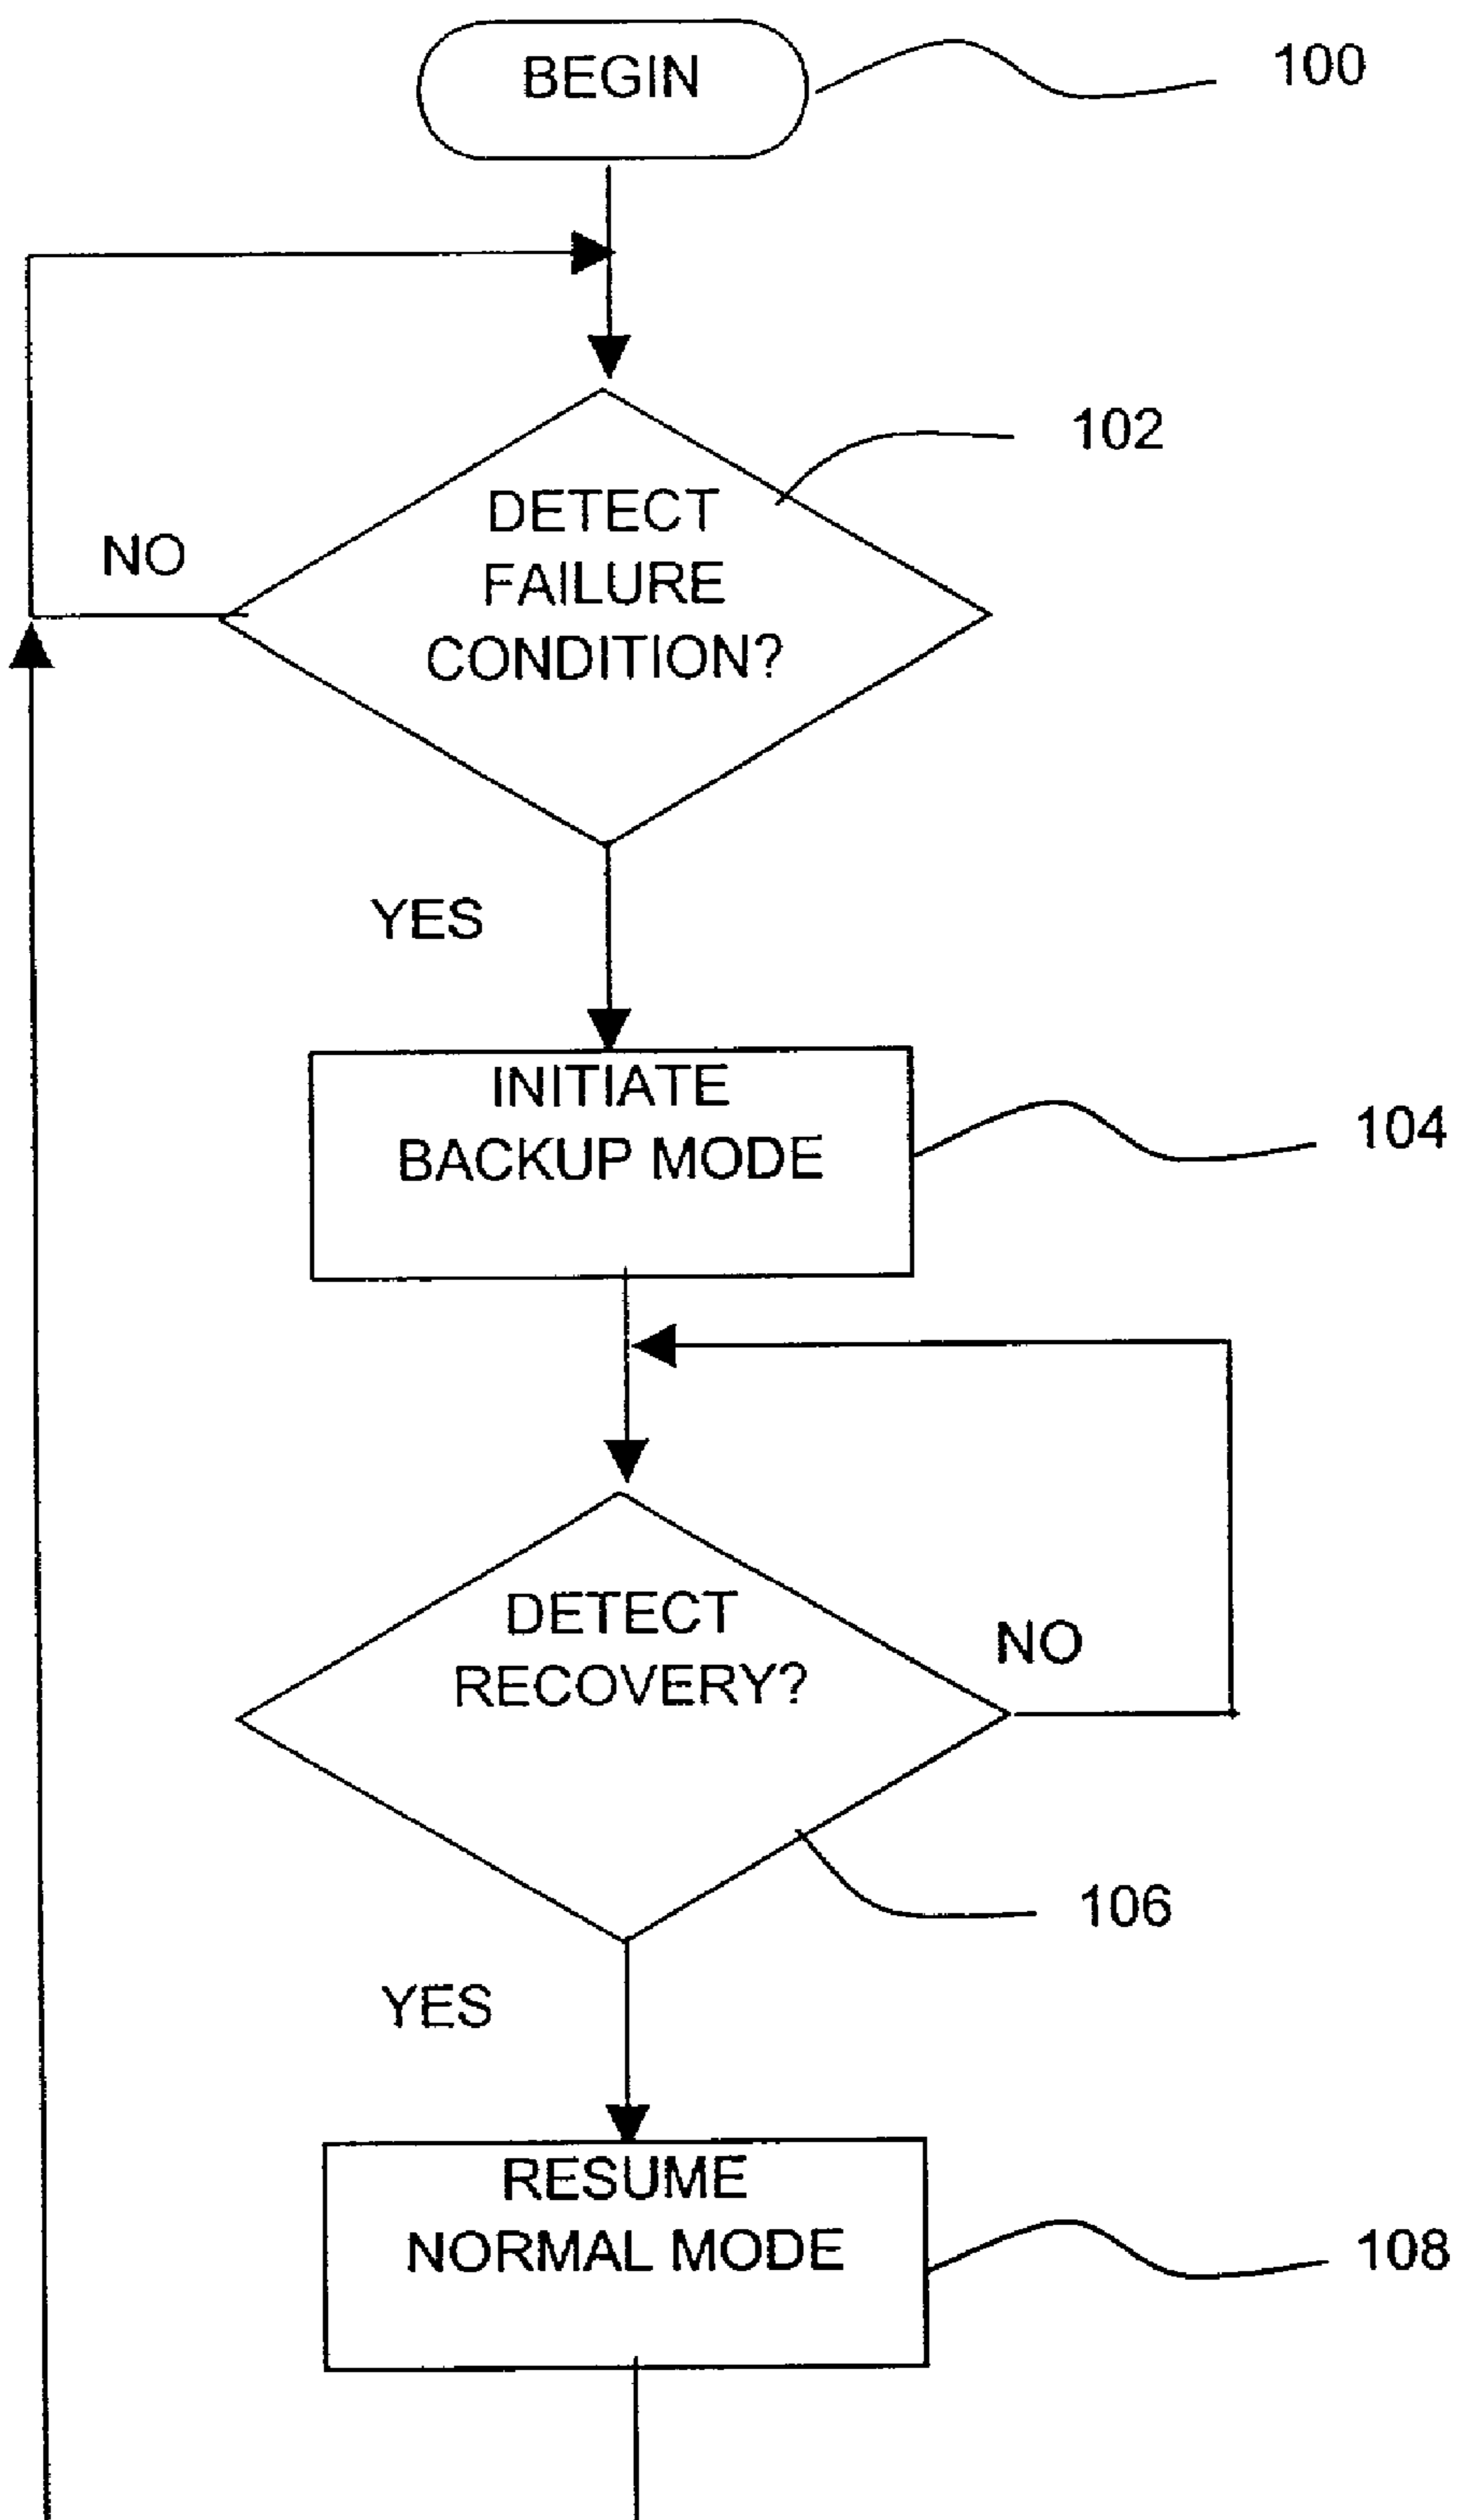 BEGIN
100
DETECT
FAILURE
CONDITION?
102
NO
YES
INITIATE
BACKUP MODE
104
DETECT
RECOVERY?
NO
106
YES
RESUME
NORMAL MODE
108